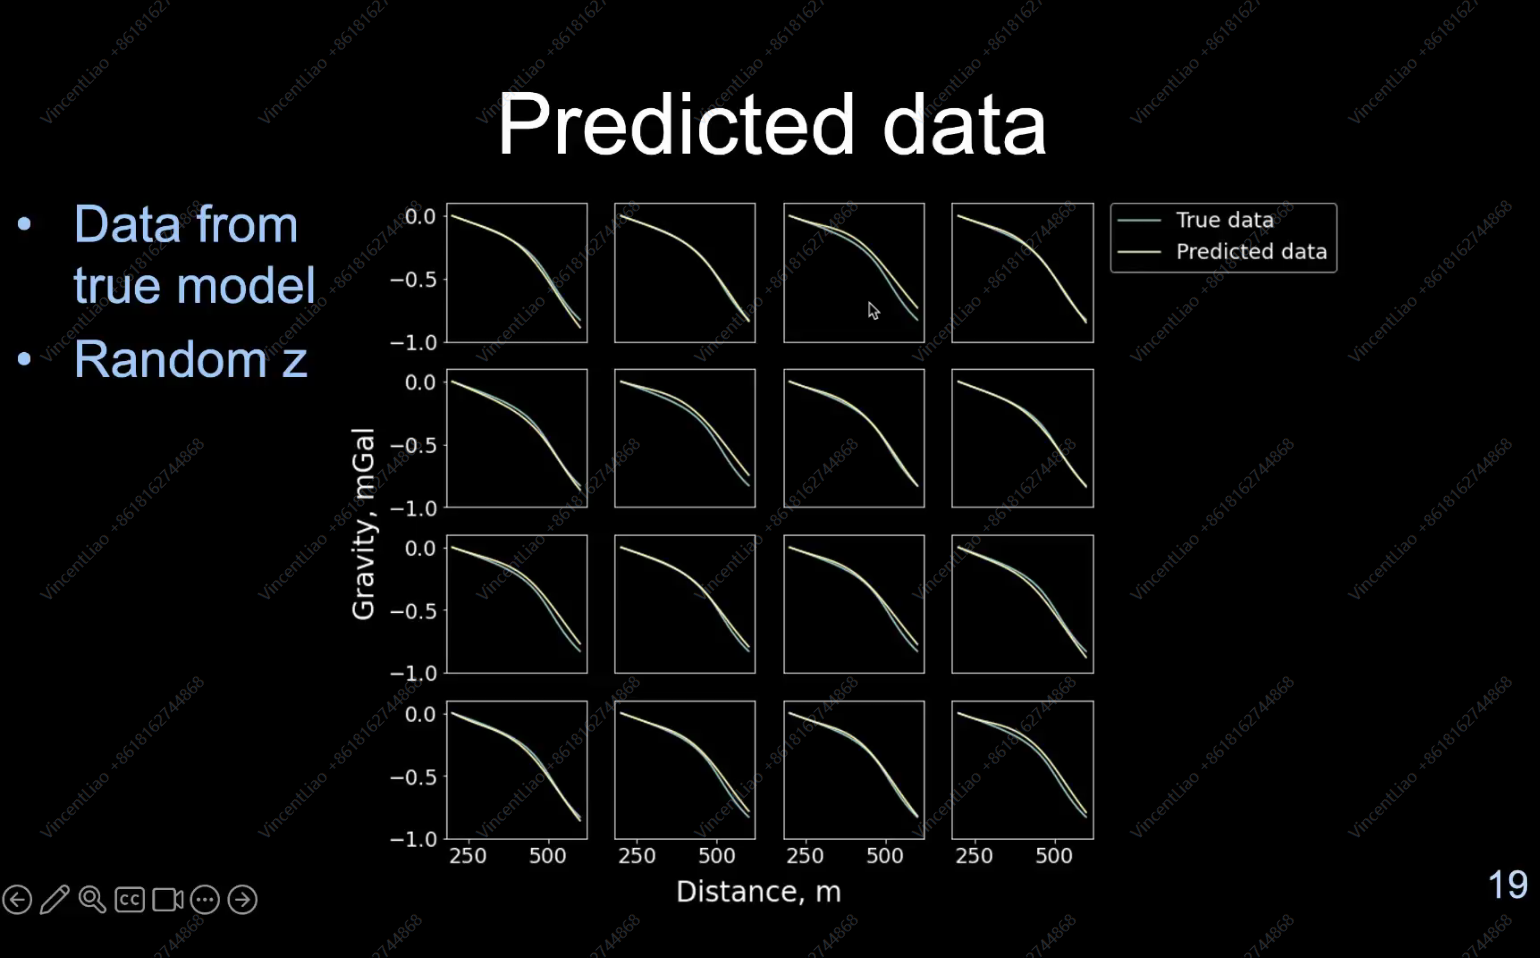 Predicted data
• Data from
true model
• Random z
True data
Predicted data
Gravity, mGal
0.0
−0.5
−1.0
0.0
−0.5
−1.0
0.0
−0.5
−1.0
0.0
−0.5
−1.0
250 500 250 500 250 500 250 500
Distance, m
CC
19
VincentLiao +8618162744868